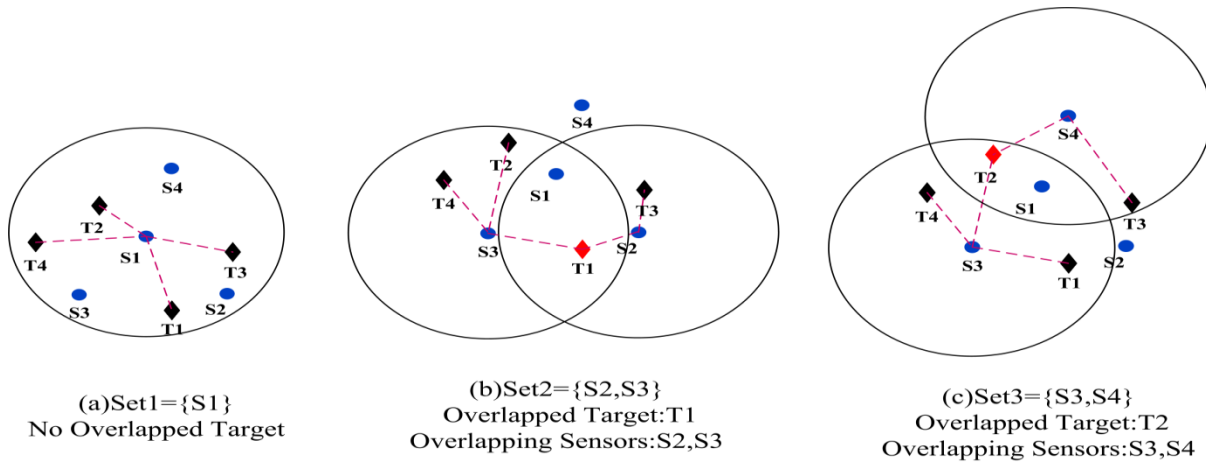 S4
T2
S1
T4
T3
S3
S2
T1
(a)Set1={S1}
No Overlapped Target
S4
T2
S1
T4
T3
S3
S2
T1
(b)Set2={S2,S3}
Overlapped Target:T1
Overlapping Sensors:S2,S3
S4
T2
S1
T4
T3
S3
S2
T1
(c)Set3={S3,S4}
Overlapped Target:T2
Overlapping Sensors:S3,S4